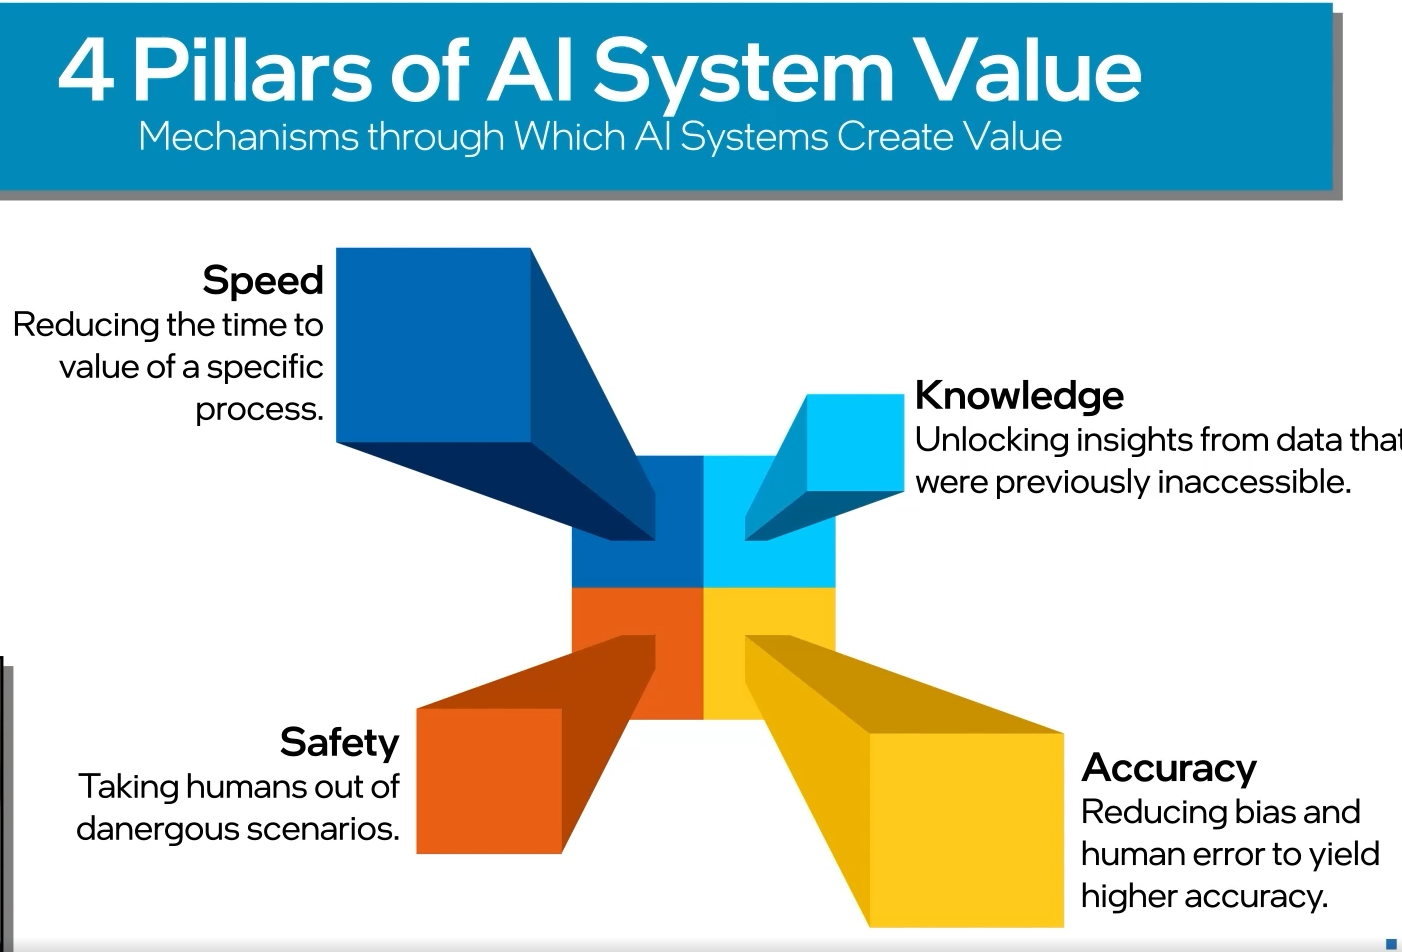 4 Pillars of AI System Value
Mechanisms through Which AI Systems Create Value
Speed
Reducing the time to
value of a specific
process.
Knowledge
Unlocking insights from data that
were previously inaccessible.
Safety
Taking humans out of
danergous scenarios.
Accuracy
Reducing bias and
human error to yield
higher accuracy.